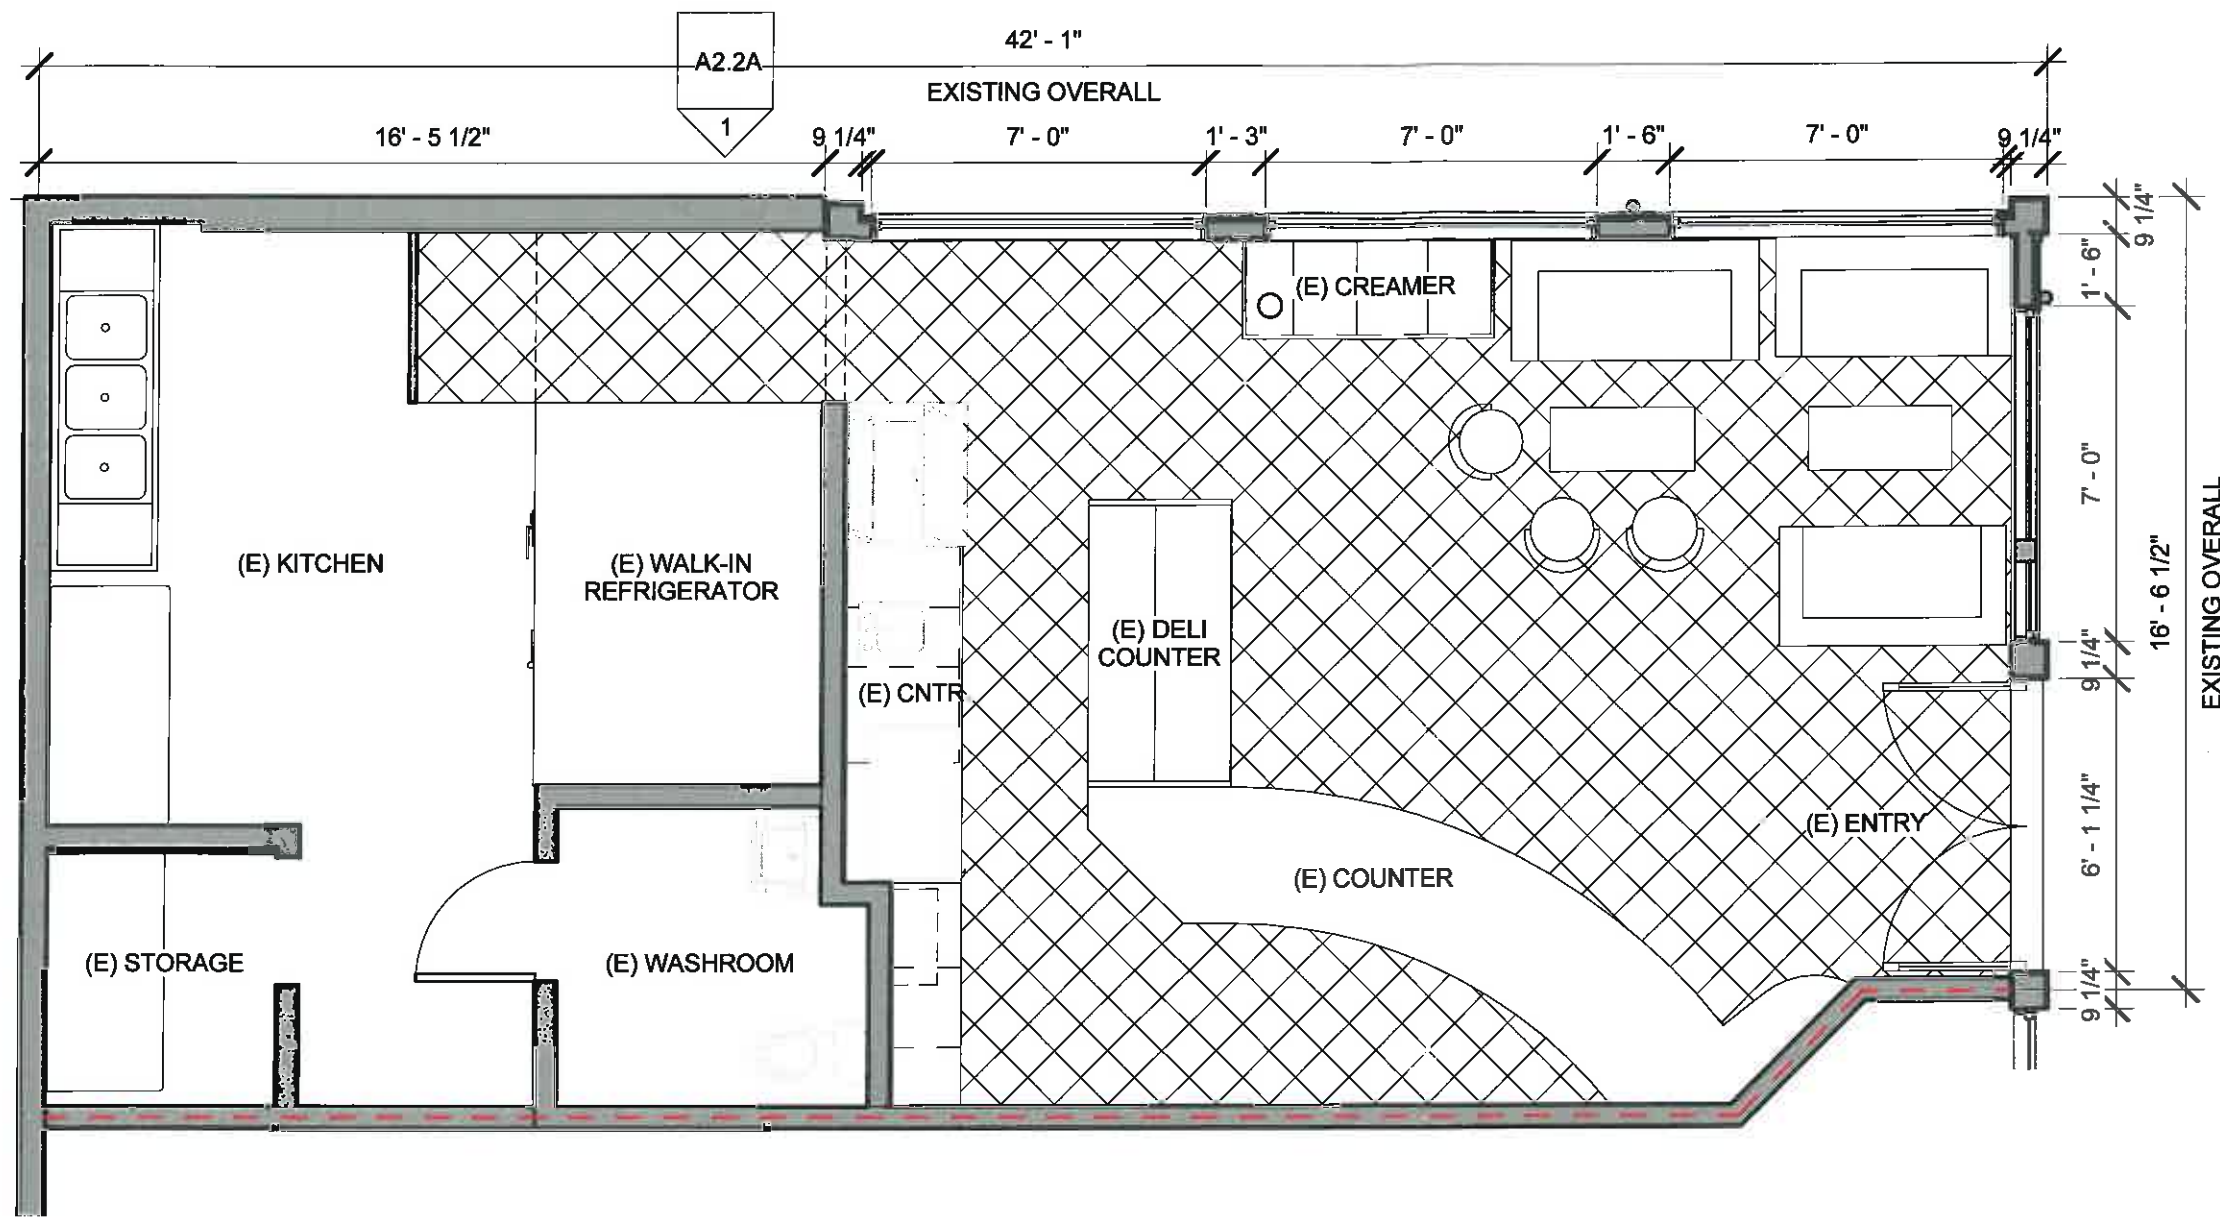 42' - 1"
A2.2A
EXISTING OVERALL
1
16' - 5 1/2"
9 1/4"
7' - 0"
1' - 3"
7' - 0"
1' - 6"
7' - 0"
9 1/4"
9 1/4"
1' - 6"
7' - 0"
9 1/4"
6' - 1 1/4"
9 1/4"
16' - 6 1/2"
EXISTING OVERALL
(E) CREAMER
(E) KITCHEN
(E) WALK-IN
REFRIGERATOR
(E) DELI
COUNTER
(E) CNTR
(E) ENTRY
(E) COUNTER
(E) STORAGE
(E) WASHROOM